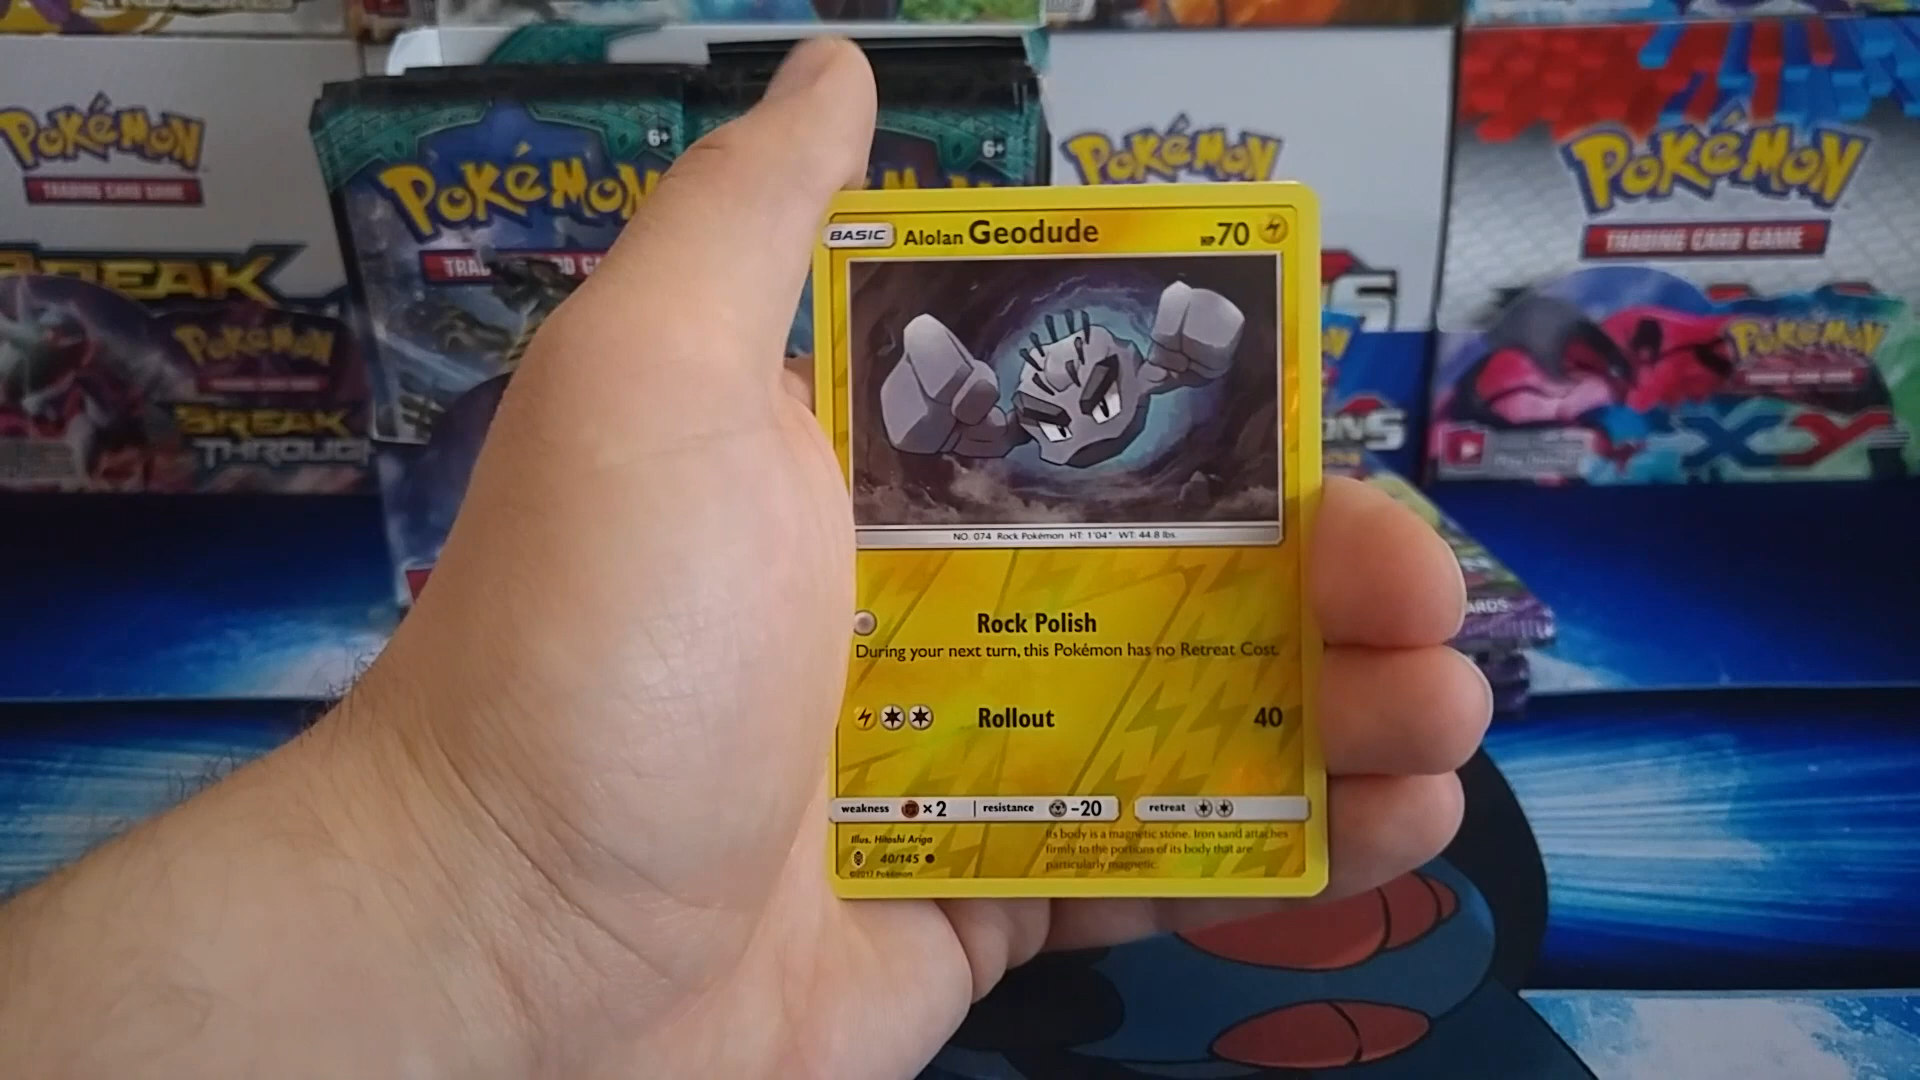 Pokémon
TRADING CARD GAME
BREAK
Pokémon
BREAK
THROUGH
6+
Pokémon
6+
Pokémon
Pokémon
TRADING CARD GAME
Pokémon
XY
BASIC Alolan Geodude HP 70
NO. 074 Rock Pokémon HT: 1'04" WT: 44.8 lbs.
Rock Polish
During your next turn, this Pokémon has no Retreat Cost.
Rollout 40
weakness ×2 resistance -20 retreat
Illus. Hitoshi Ariga
40/145
©2017 Pokémon
Its body is a magnetic stone. Iron sand attaches
firmly to the portions of its body that are
particularly magnetic.